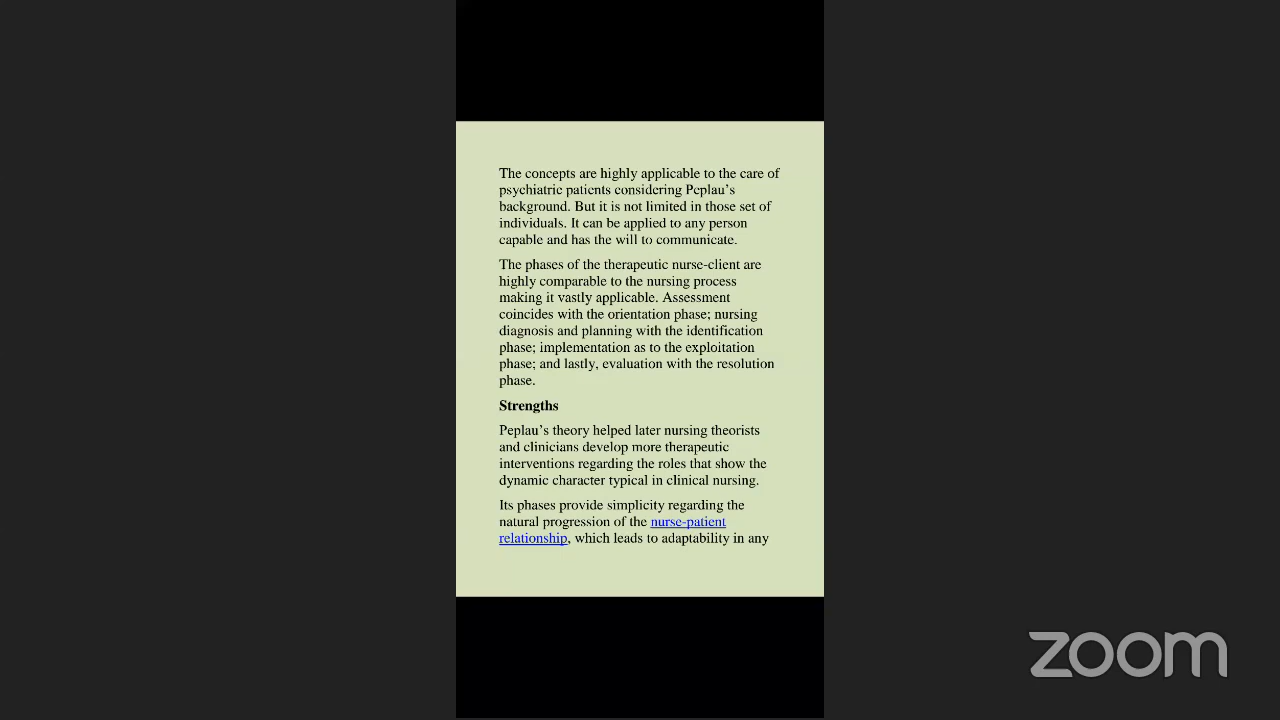 The concepts are highly applicable to the care of
psychiatric patients considering Peplau’s
background. But it is not limited in those set of
individuals. It can be applied to any person
capable and has the will to communicate.
The phases of the therapeutic nurse-client are
highly comparable to the nursing process
making it vastly applicable. Assessment
coincides with the orientation phase; nursing
diagnosis and planning with the identification
phase; implementation as to the exploitation
phase; and lastly, evaluation with the resolution
phase.
Strengths
Peplau’s theory helped later nursing theorists
and clinicians develop more therapeutic
interventions regarding the roles that show the
dynamic character typical in clinical nursing.
Its phases provide simplicity regarding the
natural progression of the nurse-patient
relationship, which leads to adaptability in any
zoom